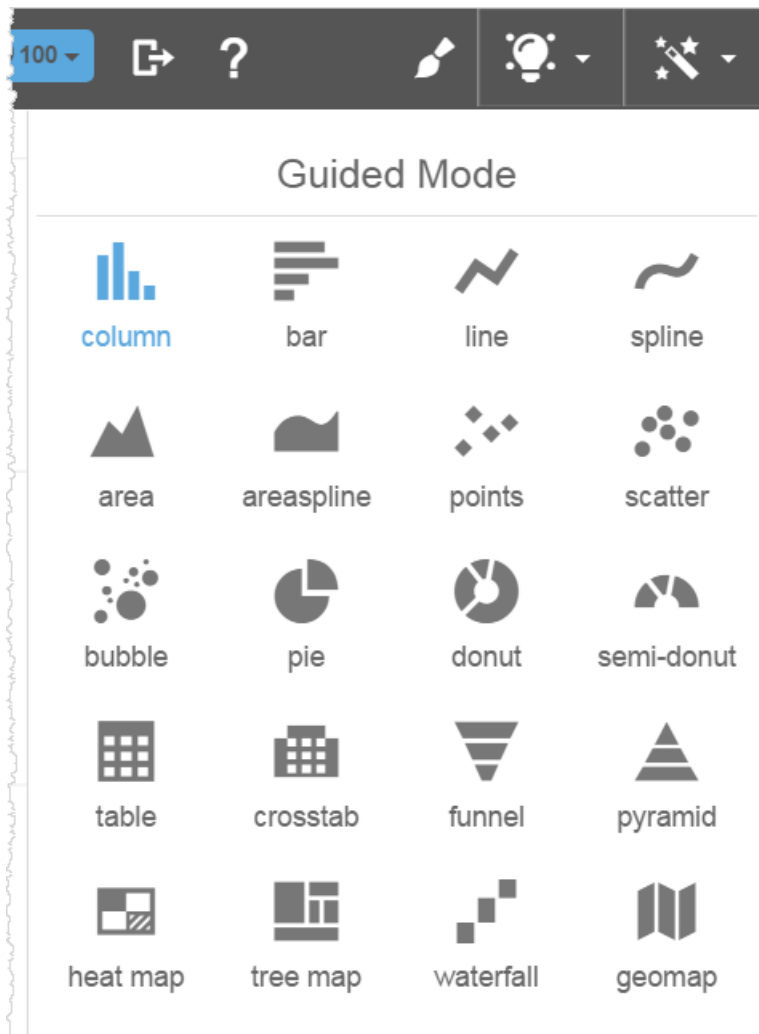 100 ?
Guided Mode
column bar line spline
area areaspline points scatter
bubble pie donut semi-donut
table crosstab funnel pyramid
heat map tree map waterfall geomap